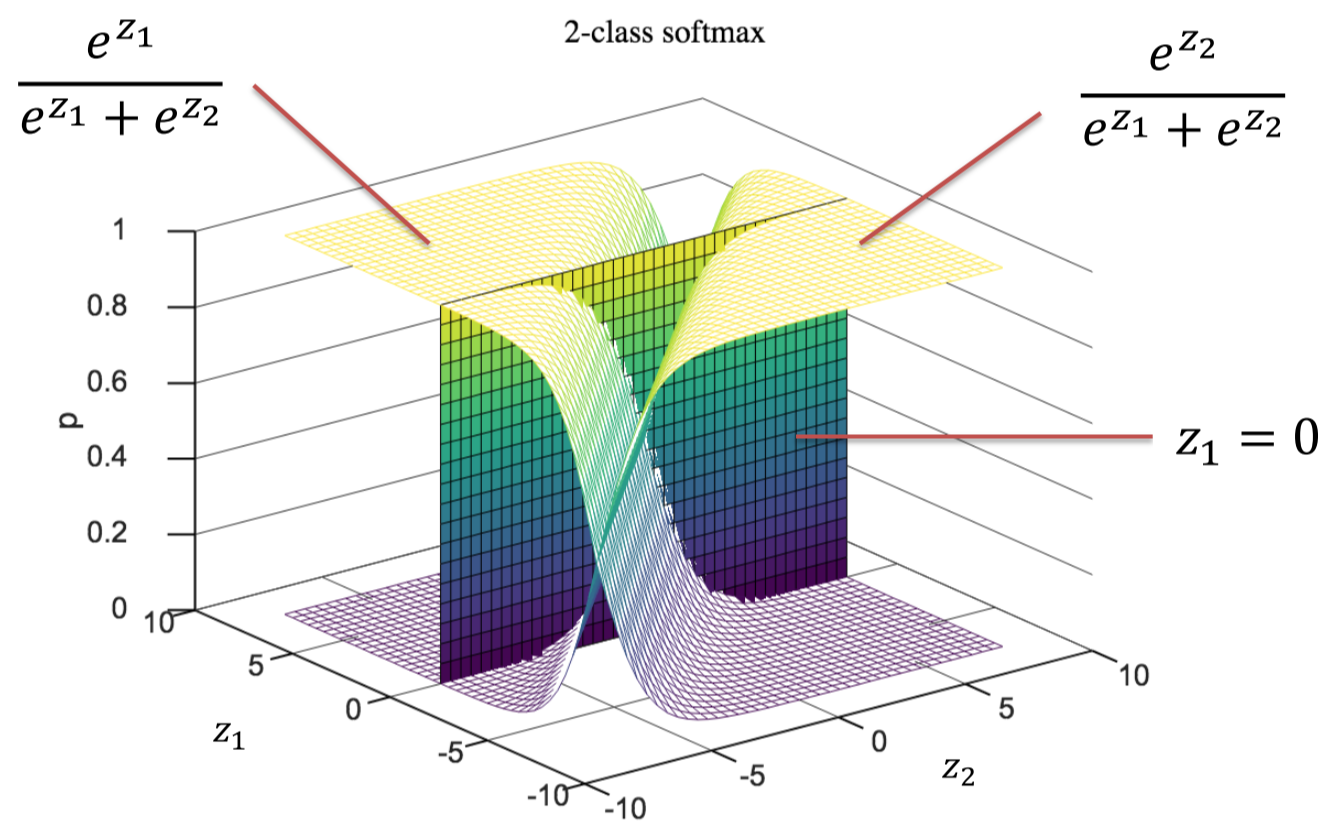 2-class softmax
e^{z_1}
e^{z_1} + e^{z_2}
e^{z_2}
e^{z_1} + e^{z_2}
z_1 = 0
p
1
0.8
0.6
0.4
0.2
0
10
5
0
-5
-10
z_1
-10
-5
0
5
10
z_2